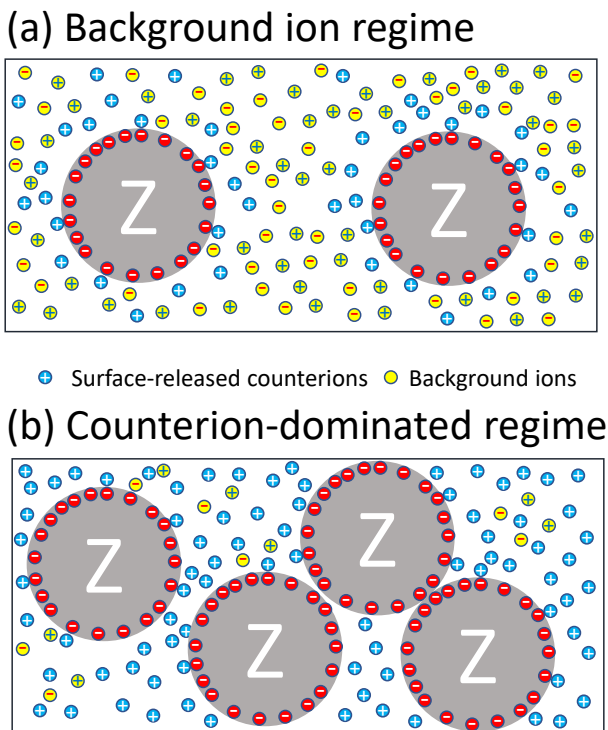 (a) Background ion regime
Z Z
Surface-released counterions Background ions
(b) Counterion-dominated regime
Z Z
Z Z